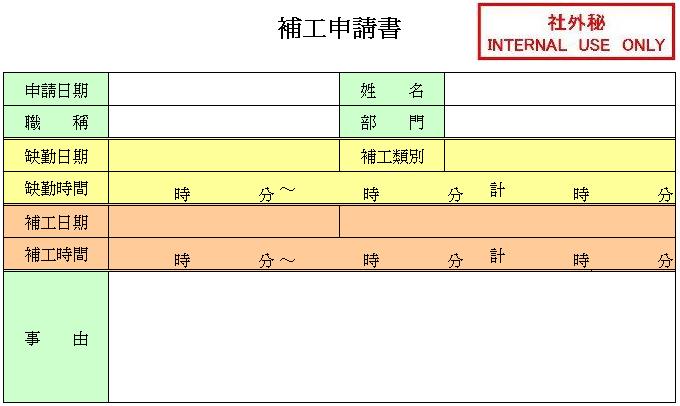 補工申請書
社外秘
INTERNAL USE ONLY
申請日期 姓 名
職 稱 部 門
缺勤日期 補工類別
缺勤時間 時 分～ 時 分 計 時 分
補工日期
補工時間 時 分～ 時 分 計 時 分
事 由